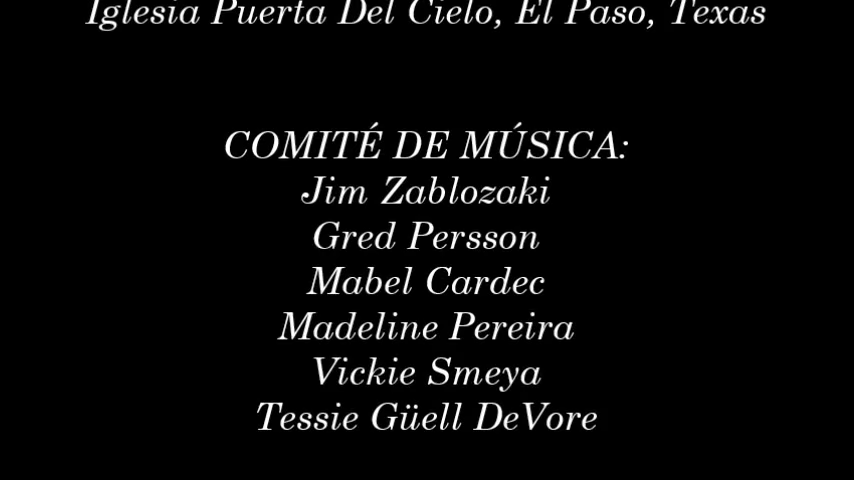 Iglesia Puerta Del Cielo, El Paso, Texas
COMITÉ DE MÚSICA:
Jim Zablozaki
Gred Persson
Mabel Cardec
Madeline Pereira
Vickie Smeya
Tessie Güell DeVore